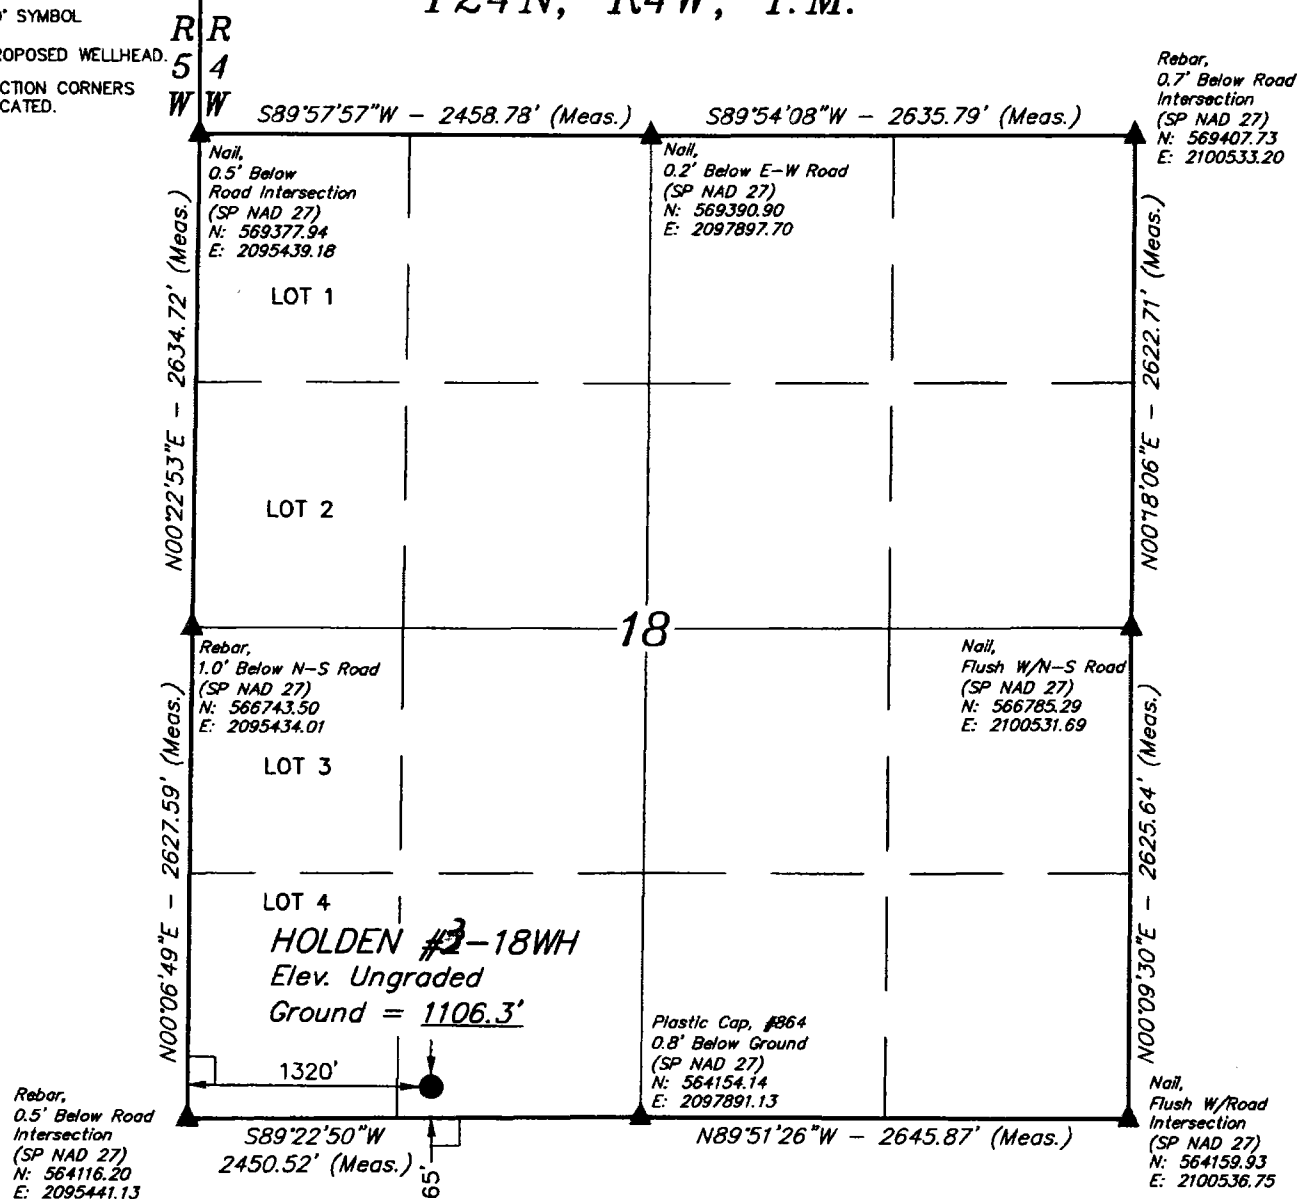 SYMBOL
T24N, R4W, I.M.
PROPOSED WELLHEAD.
R R
5 4
W W
S89°57'57"W – 2458.78' (Meas.)
S89°54'08"W – 2635.79' (Meas.)
Rebar,
0.7' Below Road
Intersection
(SP NAD 27)
N: 569407.73
E: 2100533.20
Nail,
0.5' Below
Road Intersection
(SP NAD 27)
N: 569377.94
E: 2095439.18
Nail,
0.2' Below E–W Road
(SP NAD 27)
N: 569390.90
E: 2097897.70
N00°22'53"E – 2634.72' (Meas.)
N00°18'06"E – 2622.71' (Meas.)
LOT 1
LOT 2
18
Rebar,
1.0' Below N–S Road
(SP NAD 27)
N: 566743.50
E: 2095434.01
Nail,
Flush W/N–S Road
(SP NAD 27)
N: 566785.29
E: 2100531.69
N00°06'49"E – 2627.59' (Meas.)
N00°09'30"E – 2625.64' (Meas.)
LOT 3
LOT 4
HOLDEN #3–18WH
Elev. Ungraded
Ground = 1106.3'
1320'
Plastic Cap, #864
0.8' Below Ground
(SP NAD 27)
N: 564154.14
E: 2097891.13
Rebar,
0.5' Below Road
Intersection
(SP NAD 27)
N: 564116.20
E: 2095441.13
S89°22'50"W
2450.52' (Meas.)
65'
N89°51'26"W – 2645.87' (Meas.)
Nail,
Flush W/Road
Intersection
(SP NAD 27)
N: 564159.93
E: 2100536.75